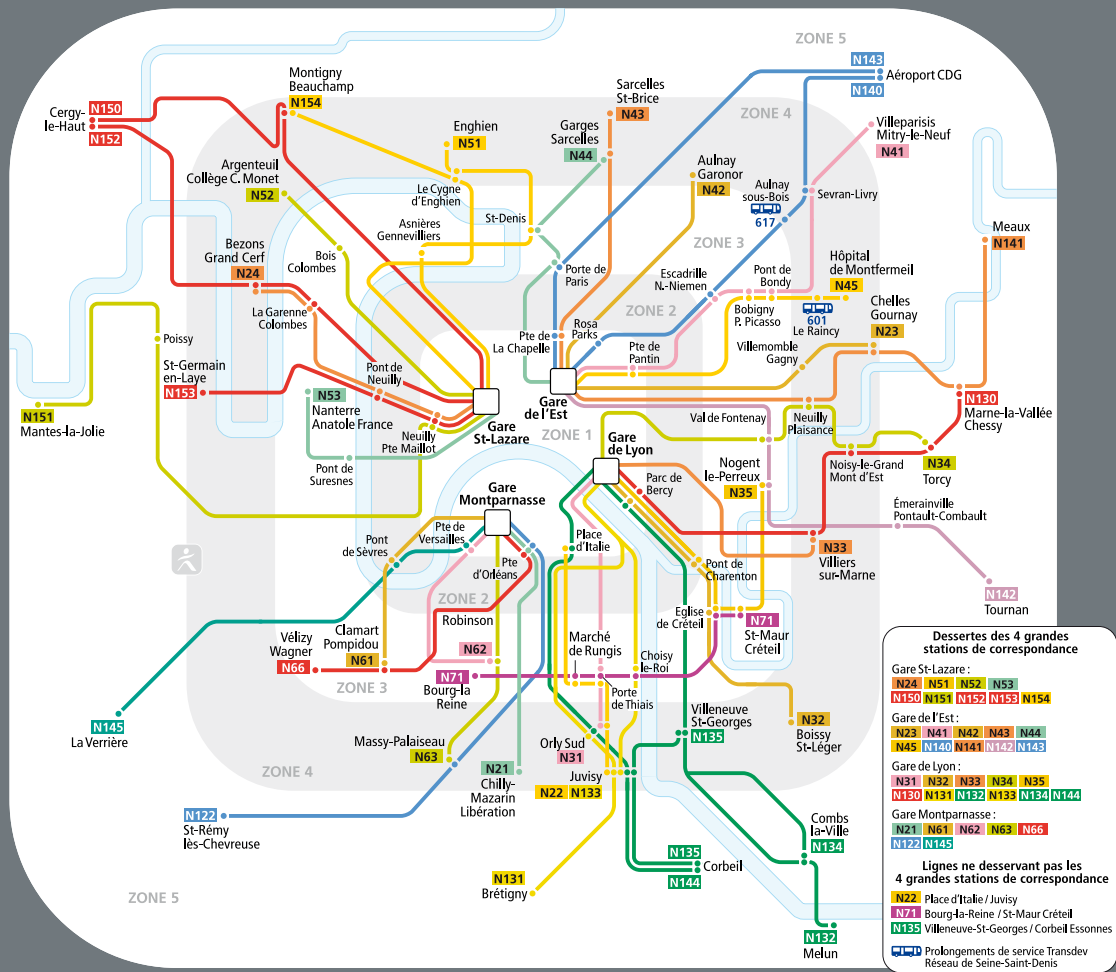 ZONE 5
N143
Aéroport CDG
N140
Montigny
Beauchamp
N154
Sarcelles
St-Brice
N43
Cergy-
le-Haut
N150
N152
ZONE 4
Enghien
N51
Garges
Sarcelles
N44
Villeparisis
Mitry-le-Neuf
N41
Argenteuil
Collège C. Monet
N52
Le Cygne
d'Enghien
Aulnay
Garonor
N42
Aulnay
sous-Bois
617
Sevran-Livry
St-Denis
Asnières
Gennevilliers
Meaux
N141
ZONE 3
Bezons
Grand Cerf
N24
Bois
Colombes
Porte de
Paris
Escadrille
N.-Niemen
Pont de
Bondy
Hôpital
de Montfermeil
N45
La Garenne
Colombes
ZONE 2
Bobigny
P. Picasso
601
Le Raincy
Chelles
Gournay
N23
Poissy
Pte de
La Chapelle
Rosa
Parks
Pte de
Pantin
Villemomble
Gagny
St-Germain
en-Laye
N153
Pont de
Neuilly
N53
Nanterre
Anatole France
Gare
St-Lazare
Gare
de l'Est
N130
Marne-la-Vallée
Chessy
N151
Mantes-la-Jolie
Neuilly
Pte Maillot
ZONE 1
Val de Fontenay
Neuilly
Plaisance
Pont de
Suresnes
Gare
de Lyon
Nogent
le-Perreux
N35
Noisy-le-Grand
Mont d'Est
N34
Torcy
Parc de
Bercy
Gare
Montparnasse
Émerainville
Pontault-Combault
Pont
de Sèvres
Pte de
Versailles
Place
d'Italie
N33
Villiers
sur-Marne
Pte
d'Orléans
Pont de
Charenton
ZONE 2
N142
Tournan
Robinson
Eglise
de Créteil
N71
St-Maur
Créteil
Vélizy
Wagner
N66
Clamart
Pompidou
N61
N62
Marché
de Rungis
Choisy
-le-Roi
N71
Bourg-la
Reine
ZONE 3
Porte
de Thiais
N145
La Verrière
Villeneuve
St-Georges
N135
N32
Boissy
St-Léger
Massy-Palaiseau
N63
Orly Sud
N31
ZONE 4
N21
Chilly-
Mazarin
Libération
Juvisy
N22 N133
N122
St-Rémy
lès-Chevreuse
Combs
la-Ville
N134
N135
Corbeil
N144
N131
Brétigny
ZONE 5
N132
Melun
Dessertes des 4 grandes
stations de correspondance
Gare St-Lazare :
N24 N51 N52 N53
N150 N151 N152 N153 N154
Gare de l'Est :
N23 N41 N42 N43 N44
N45 N140 N141 N142 N143
Gare de Lyon :
N31 N32 N33 N34 N35
N130 N131 N132 N133 N134 N144
Gare Montparnasse :
N21 N61 N62 N63 N66
N122 N145
Lignes ne desservant pas les
4 grandes stations de correspondance
N22 Place d'Italie / Juvisy
N71 Bourg-la-Reine / St-Maur Créteil
N135 Villeneuve-St-Georges / Corbeil Essonnes
Prolongements de service Transdev
Réseau de Seine-Saint-Denis